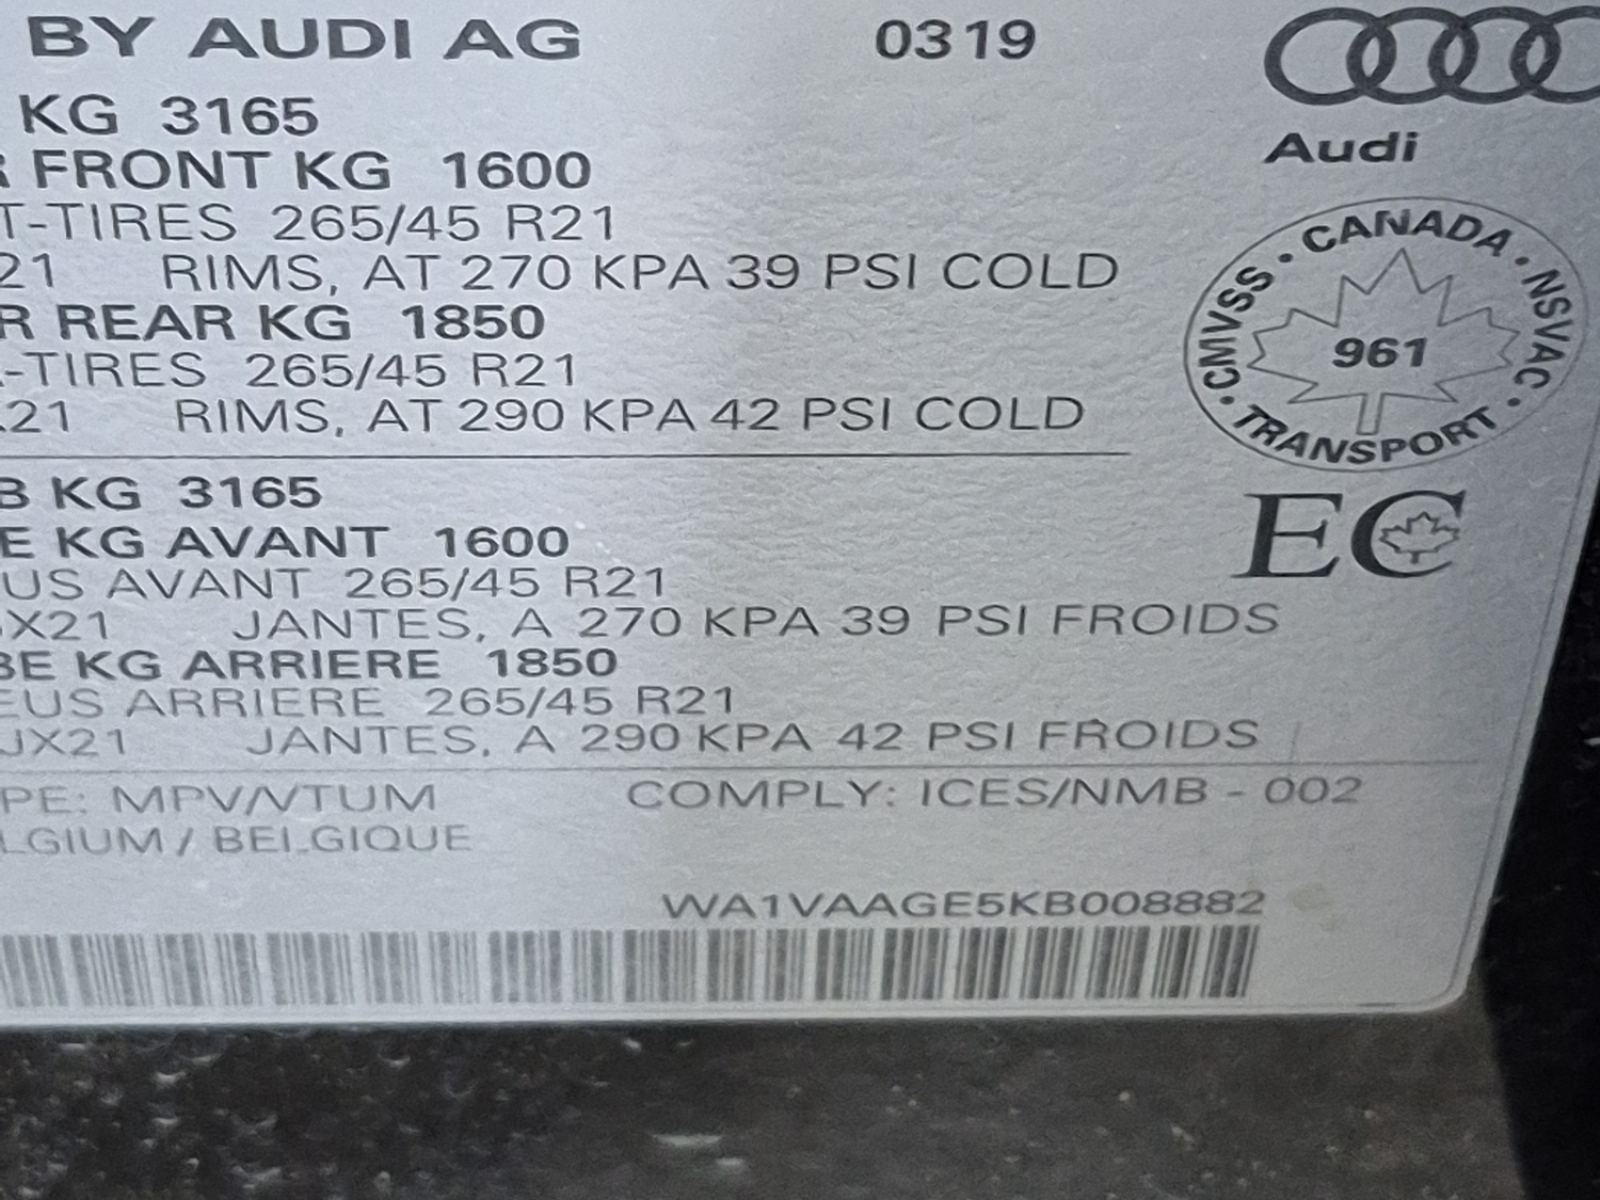 BY AUDI AG 0319
Audi
KG 3165
FRONT KG 1600
T-TIRES 265/45 R21
21 RIMS, AT 270 KPA 39 PSI COLD
R REAR KG 1850
-TIRES 265/45 R21
X21 RIMS, AT 290 KPA 42 PSI COLD
CMVSS · CANADA · NSVAC · TRANSPORT ·
961
EC
B KG 3165
E KG AVANT 1600
US AVANT 265/45 R21
X21 JANTES, A 270 KPA 39 PSI FROIDS
BE KG ARRIERE 1850
EUS ARRIERE 265/45 R21
JX21 JANTES, A 290 KPA 42 PSI FROIDS
PE: MPV/VTUM COMPLY: ICES/NMB - 002
LGIUM / BELGIQUE
WA1VAAGE5KB008882